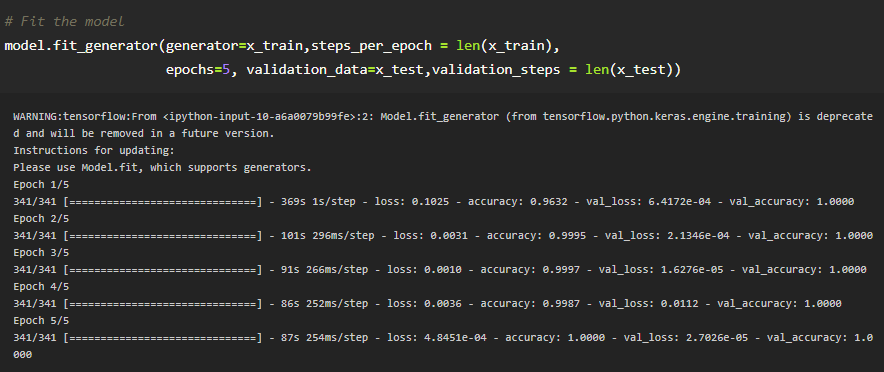 # Fit the model
model.fit_generator(generator=x_train,steps_per_epoch = len(x_train),
epochs=5, validation_data=x_test,validation_steps = len(x_test))
WARNING:tensorflow:From <ipython-input-10-a6a0079b99fe>:2: Model.fit_generator (from tensorflow.python.keras.engine.training) is deprecate
d and will be removed in a future version.
Instructions for updating:
Please use Model.fit, which supports generators.
Epoch 1/5
341/341 [==============================] - 369s 1s/step - loss: 0.1025 - accuracy: 0.9632 - val_loss: 6.4172e-04 - val_accuracy: 1.0000
Epoch 2/5
341/341 [==============================] - 101s 296ms/step - loss: 0.0031 - accuracy: 0.9995 - val_loss: 2.1346e-04 - val_accuracy: 1.0000
Epoch 3/5
341/341 [==============================] - 91s 266ms/step - loss: 0.0010 - accuracy: 0.9997 - val_loss: 1.6276e-05 - val_accuracy: 1.0000
Epoch 4/5
341/341 [==============================] - 86s 252ms/step - loss: 0.0036 - accuracy: 0.9987 - val_loss: 0.0112 - val_accuracy: 1.0000
Epoch 5/5
341/341 [==============================] - 87s 254ms/step - loss: 4.8451e-04 - accuracy: 1.0000 - val_loss: 2.7026e-05 - val_accuracy: 1.0
000